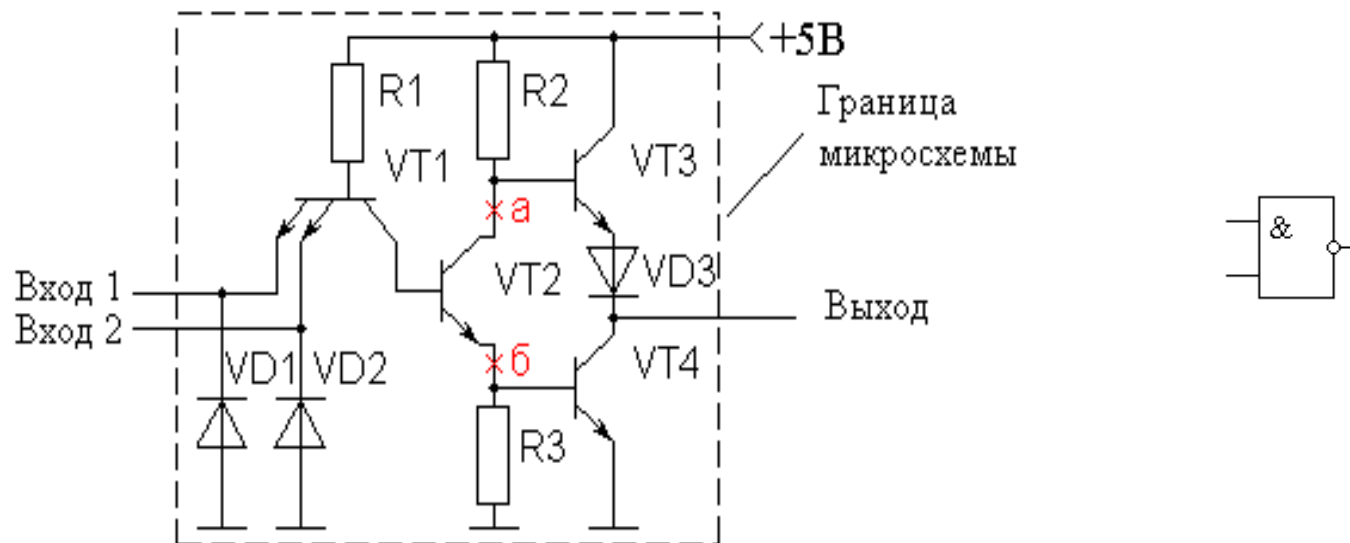 +5В
R1
R2
Граница
микросхемы
VT1
VT3
а
&
VT2
VD3
Вход 1
Вход 2
Выход
VD1
VD2
б
VT4
R3